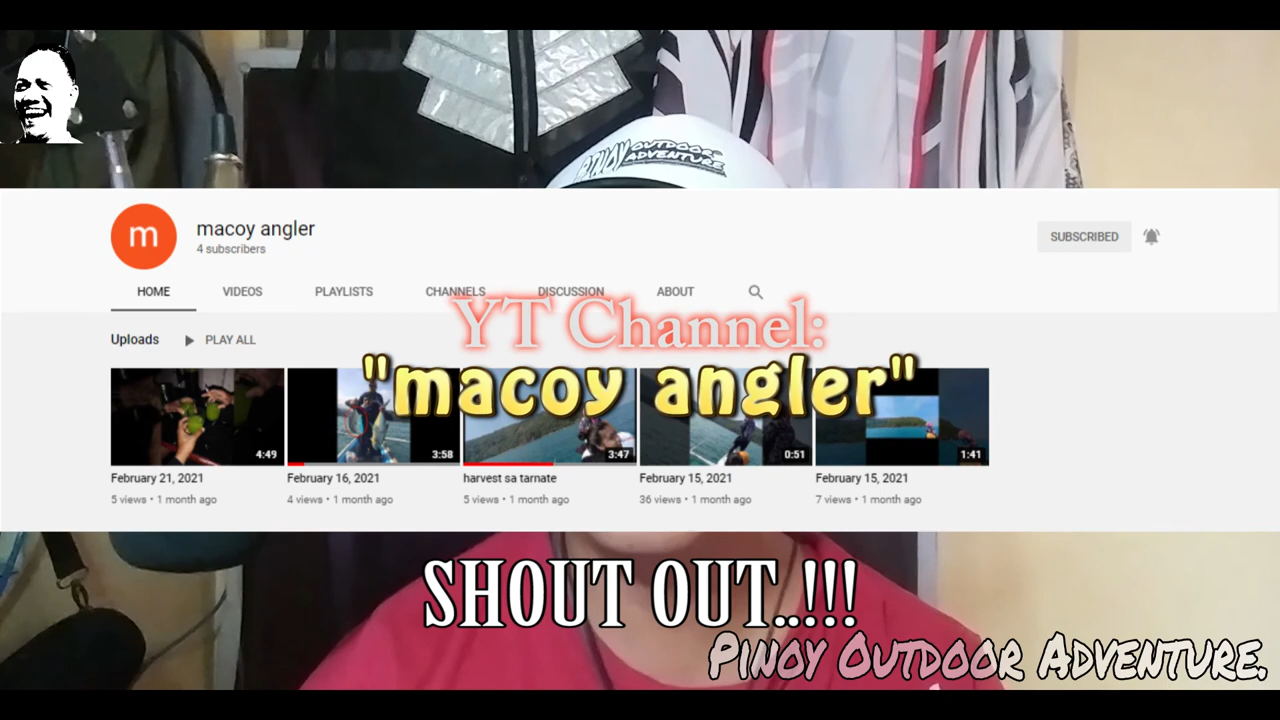 PINOY OUTDOOR
ADVENTURE
m
macoy angler
4 subscribers
SUBSCRIBED
HOME VIDEOS PLAYLISTS CHANNELS DISCUSSION ABOUT
YT Channel:
Uploads PLAY ALL
"macoy angler"
4:49 3:58 3:47 0:51 1:41
February 21, 2021 February 16, 2021 harvest sa tarnate February 15, 2021 February 15, 2021
5 views • 1 month ago 4 views • 1 month ago 5 views • 1 month ago 36 views • 1 month ago 7 views • 1 month ago
SHOUT OUT..!!!
PINOY OUTDOOR ADVENTURE.